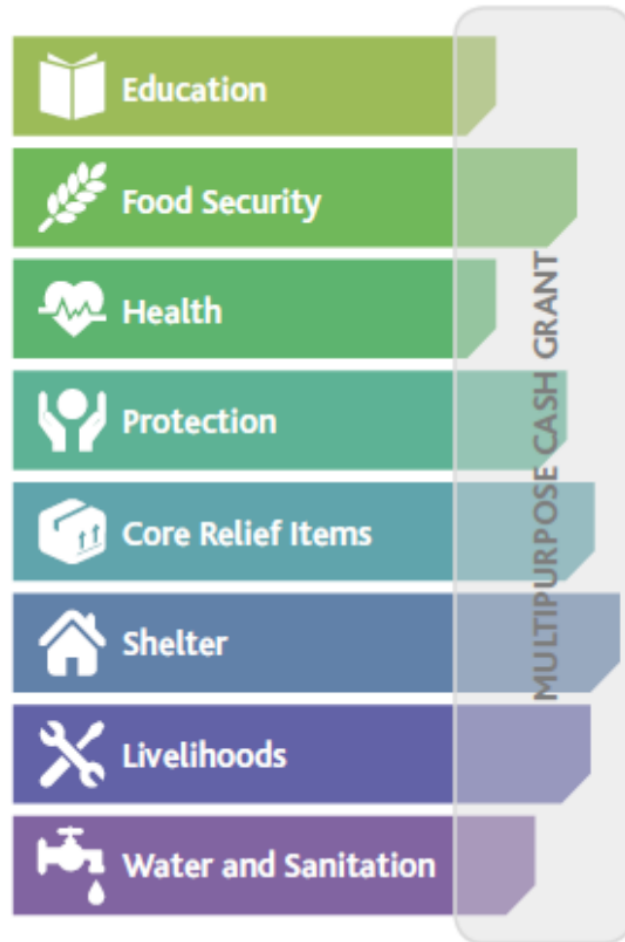 Education
Food Security
Health
Protection
Core Relief Items
Shelter
Livelihoods
Water and Sanitation
MULTIPURPOSE CASH GRANT